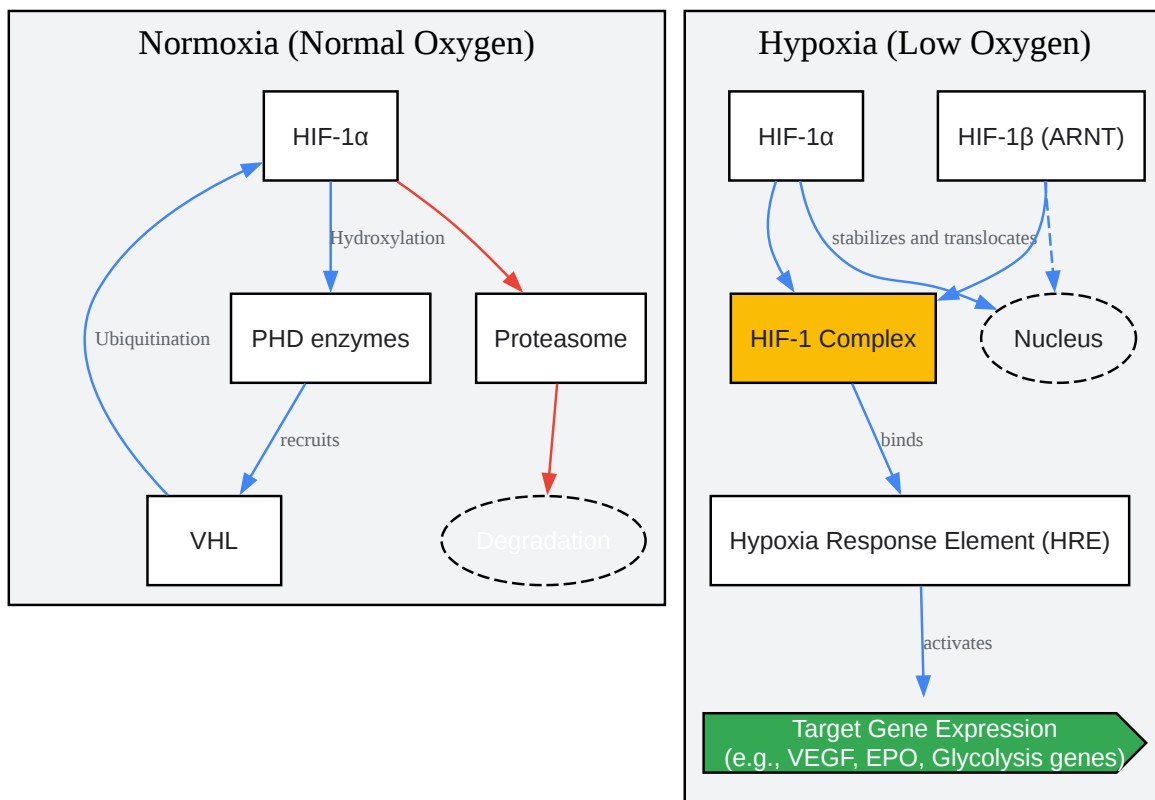 Normoxia (Normal Oxygen)
HIF-1α
Hydroxylation
Ubiquitination
PHD enzymes
Proteasome
recruits
VHL
Degradation
Hypoxia (Low Oxygen)
HIF-1α
HIF-1β (ARNT)
stabilizes and translocates
HIF-1 Complex
Nucleus
binds
Hypoxia Response Element (HRE)
activates
Target Gene Expression
(e.g., VEGF, EPO, Glycolysis genes)